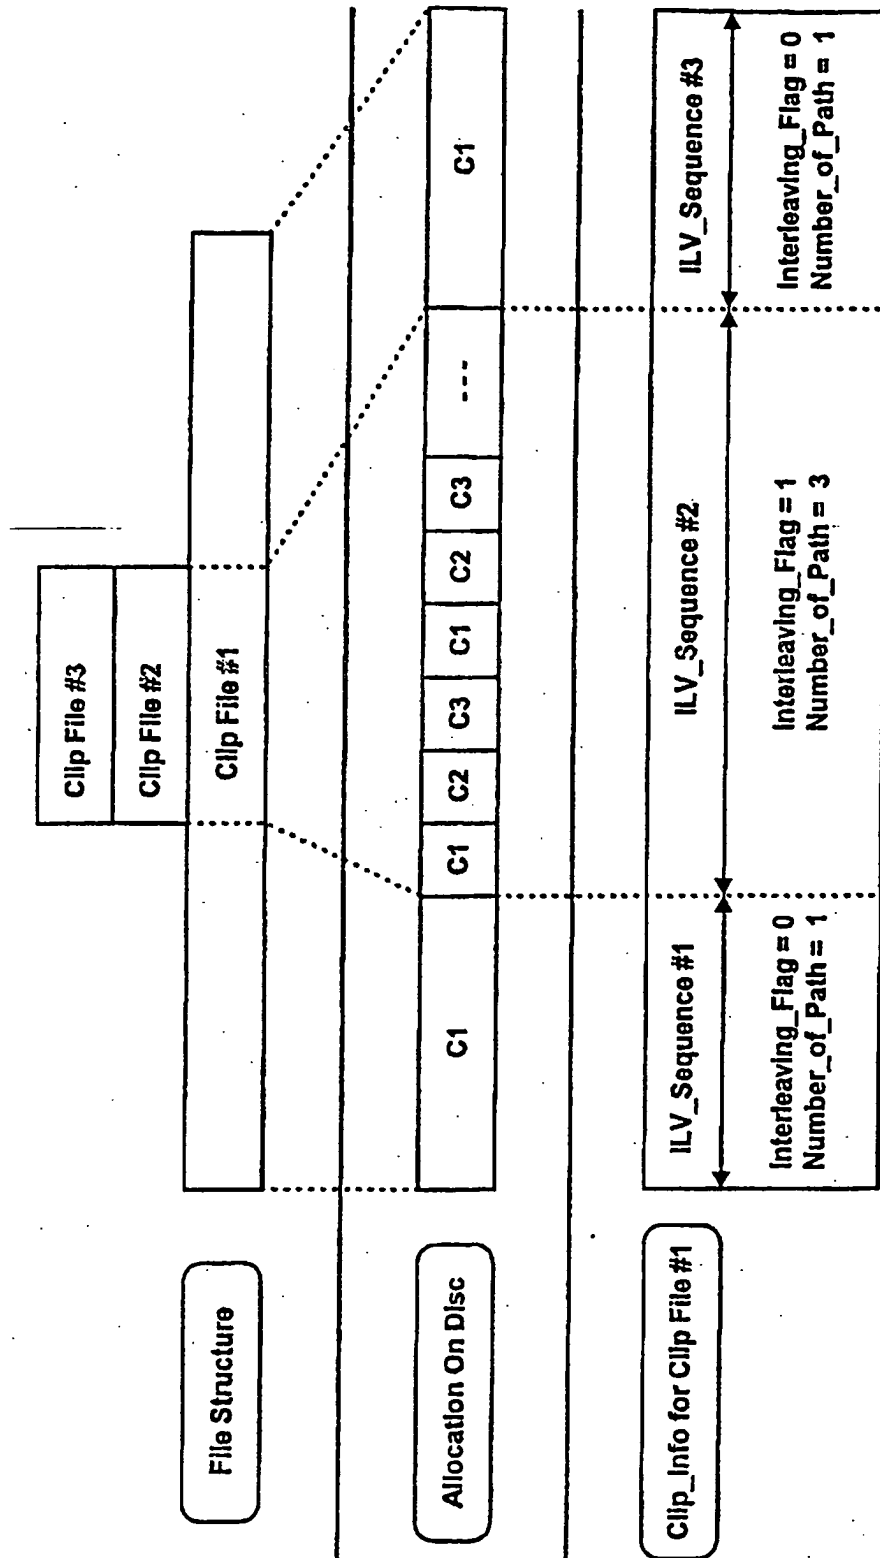 File Structure
Clip File #3
Clip File #2
Clip File #1
Allocation On Disc
C1
C1
C2
C3
C1
C2
C3
---
C1
Clip_Info for Clip File #1
ILV_Sequence #1
ILV_Sequence #2
ILV_Sequence #3
Interleaving_Flag = 0
Number_of_Path = 1
Interleaving_Flag = 1
Number_of_Path = 3
Interleaving_Flag = 0
Number_of_Path = 1